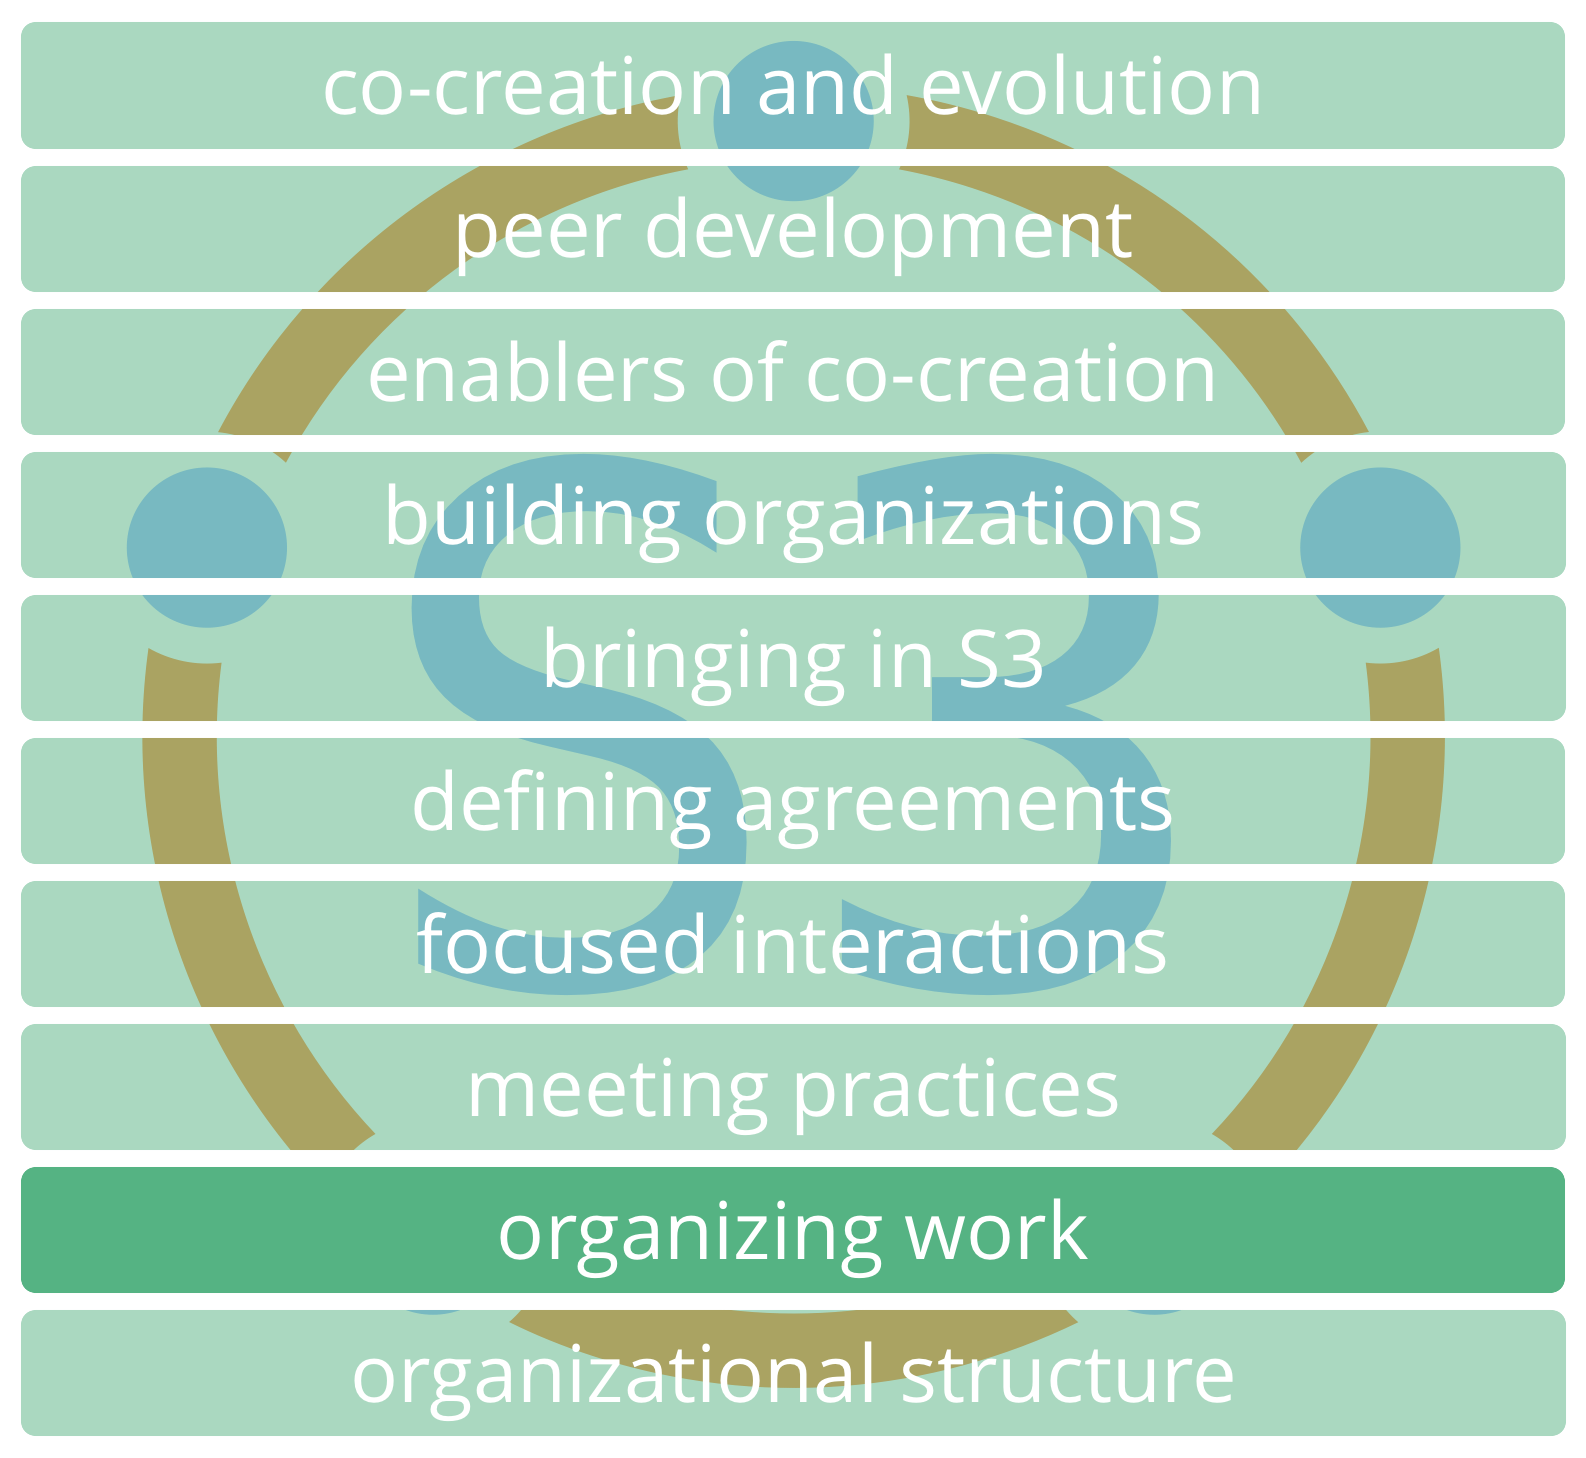 co-creation and evolution
peer development
enablers of co-creation
building organizations
bringing in S3
defining agreements
focused interactions
meeting practices
organizing work
organizational structure
S3